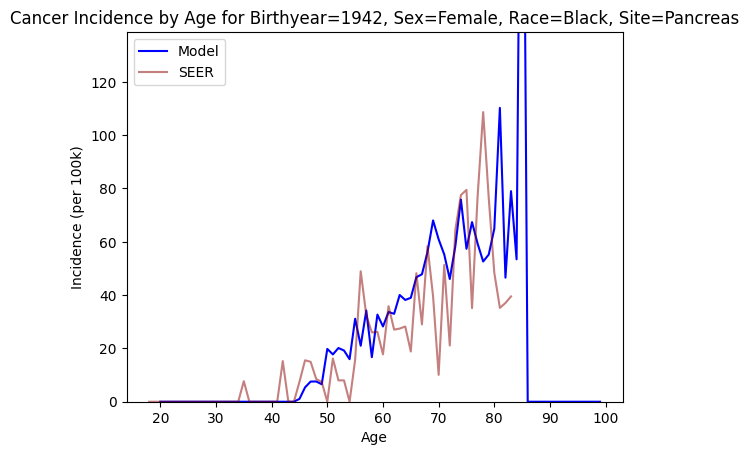 Cancer Incidence by Age for Birthyear=1942, Sex=Female, Race=Black, Site=Pancreas
Model
SEER
Incidence (per 100k)
120
100
80
60
40
20
0
20 30 40 50 60 70 80 90 100
Age